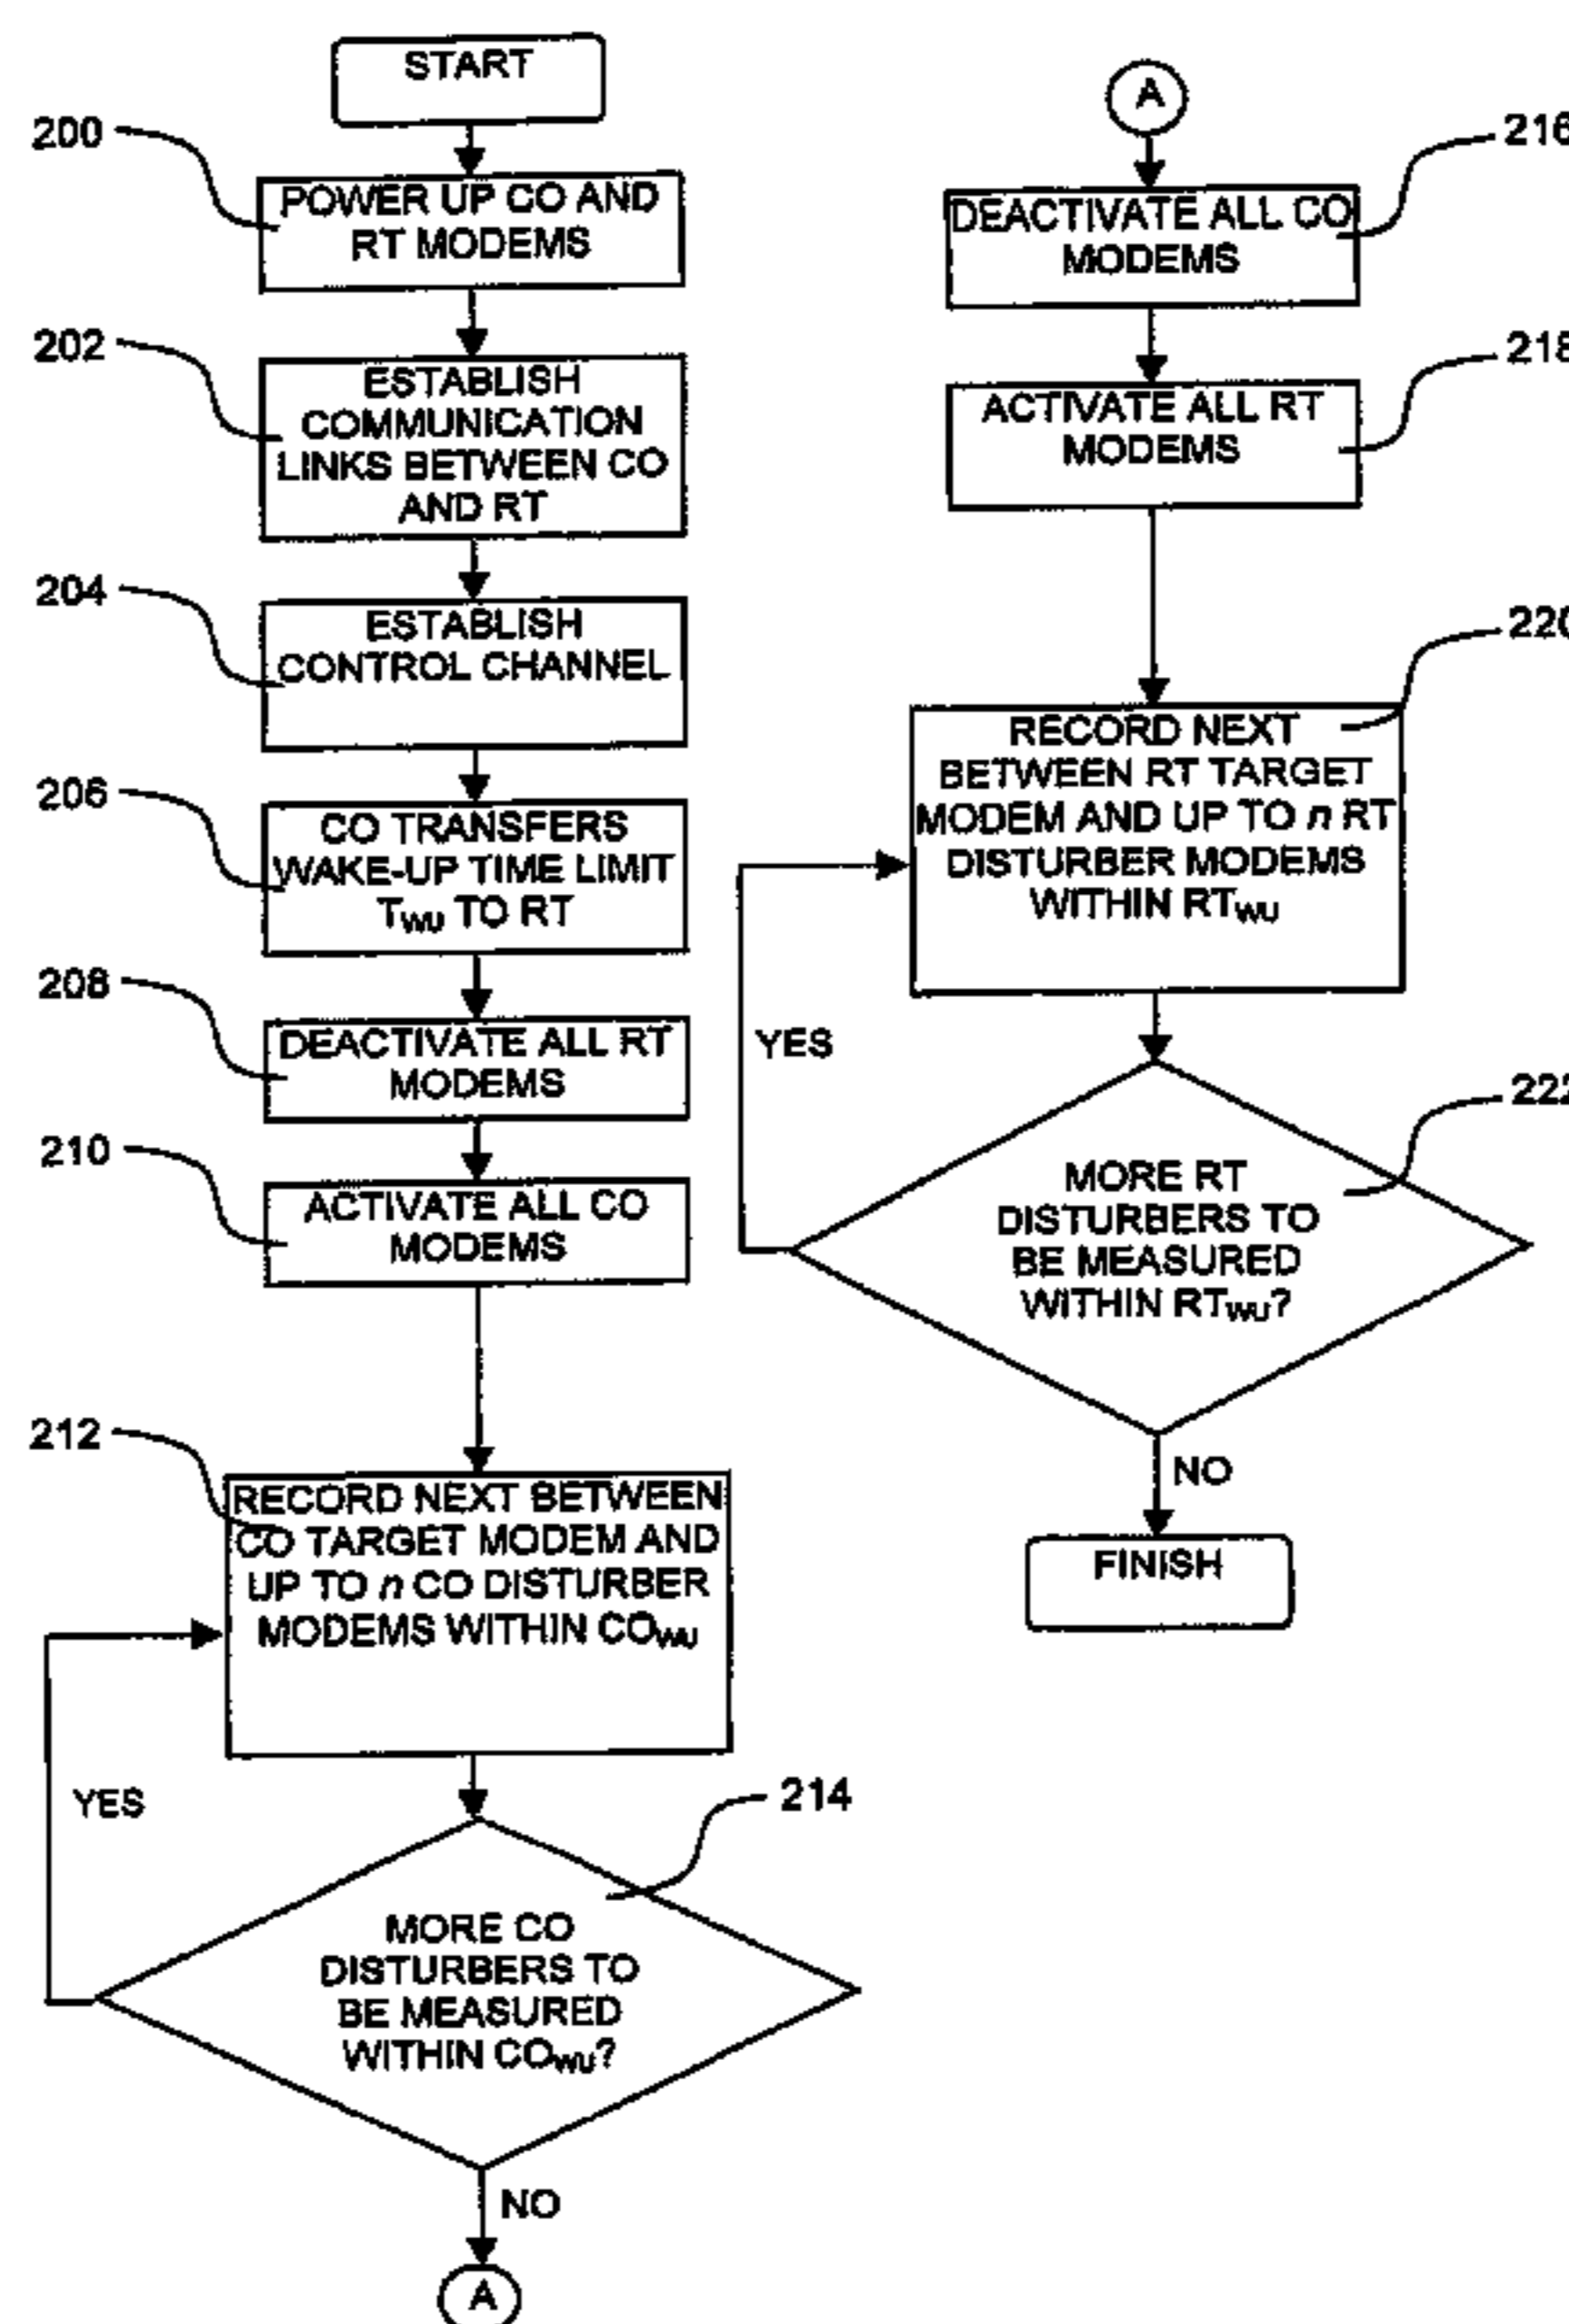 START
200
POWER UP CO AND
RT MODEMS
202
ESTABLISH
COMMUNICATION
LINKS BETWEEN CO
AND RT
204
ESTABLISH
CONTROL CHANNEL
206
CO TRANSFERS
WAKE-UP TIME LIMIT
TWU TO RT
208
DEACTIVATE ALL RT
MODEMS
210
ACTIVATE ALL CO
MODEMS
212
RECORD NEXT BETWEEN
CO TARGET MODEM AND
UP TO n CO DISTURBER
MODEMS WITHIN COWU
YES
214
MORE CO
DISTURBERS TO
BE MEASURED
WITHIN COWU?
NO
A
A
216
DEACTIVATE ALL CO
MODEMS
218
ACTIVATE ALL RT
MODEMS
220
RECORD NEXT
BETWEEN RT TARGET
MODEM AND UP TO n RT
DISTURBER MODEMS
WITHIN RTWU
YES
222
MORE RT
DISTURBERS TO
BE MEASURED
WITHIN RTWU?
NO
FINISH